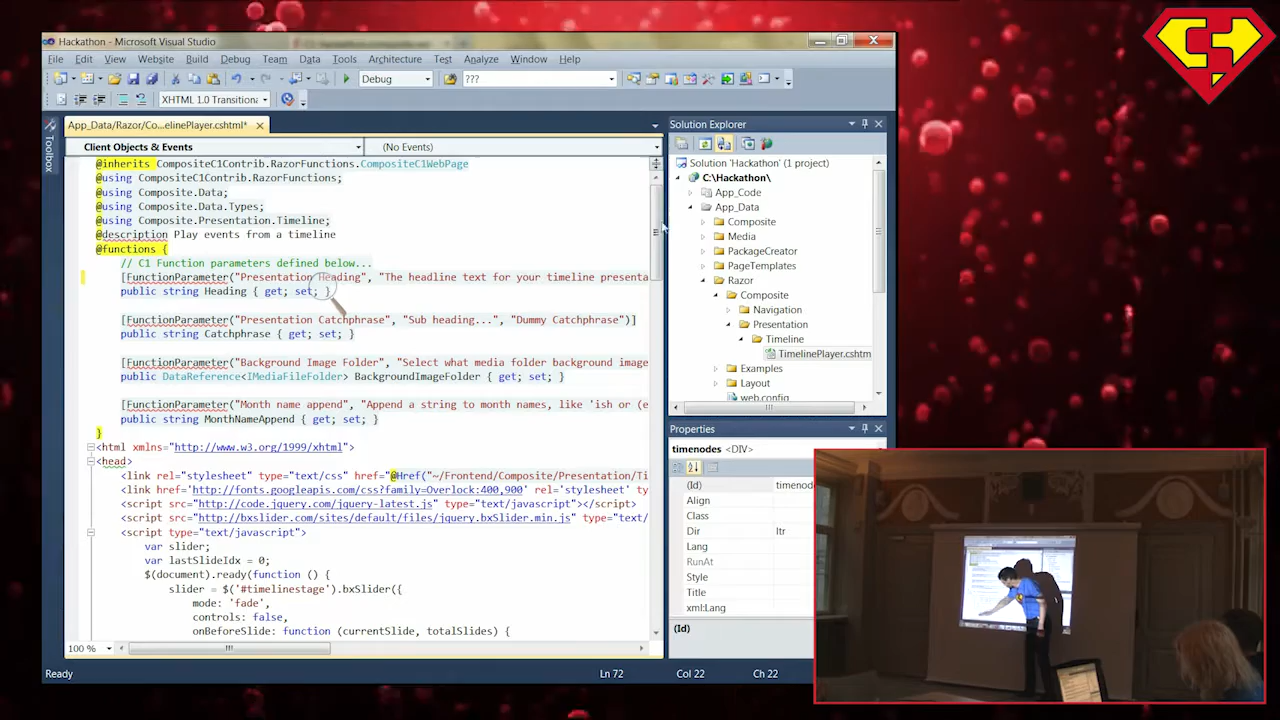 Hackathon - Microsoft Visual Studio
File Edit View Website Build Debug Team Data Tools Architecture Test Analyze Window Help
Debug ???
XHTML 1.0 Transitiona
App_Data/Razor/Co...elinePlayer.cshtml*
Toolbox
Client Objects & Events (No Events)
@inherits CompositeC1Contrib.RazorFunctions.CompositeC1WebPage
@using CompositeC1Contrib.RazorFunctions;
@using Composite.Data;
@using Composite.Data.Types;
@using Composite.Presentation.Timeline;
@description Play events from a timeline
@functions {
// C1 Function parameters defined below...
[FunctionParameter("Presentation Heading", "The headline text for your timeline presenta
public string Heading { get; set; }
[FunctionParameter("Presentation Catchphrase", "Sub heading...", "Dummy Catchphrase")]
public string Catchphrase { get; set; }
[FunctionParameter("Background Image Folder", "Select what media folder background image
public DataReference<IMediaFileFolder> BackgroundImageFolder { get; set; }
[FunctionParameter("Month name append", "Append a string to month names, like 'ish or (e
public string MonthNameAppend { get; set; }
}
<html xmlns="http://www.w3.org/1999/xhtml">
<head>
<link rel="stylesheet" type="text/css" href="@Href("~/Frontend/Composite/Presentation/Ti
<link href='http://fonts.googleapis.com/css?family=Overlock:400,900' rel='stylesheet'
<script src="http://code.jquery.com/jquery-latest.js" type="text/javascript"></script>
<script src="http://bxslider.com/sites/default/files/jquery.bxSlider.min.js" type="text/
<script type="text/javascript">
var slider;
var lastSlideIdx = 0;
$(document).ready(function () {
slider = $('#timelinestage').bxSlider({
mode: 'fade',
controls: false,
onBeforeSlide: function (currentSlide, totalSlides) {
100 %
Ready Ln 72 Col 22 Ch 22
Solution Explorer
Solution 'Hackathon' (1 project)
C:\Hackathon\
App_Code
App_Data
Composite
Media
PackageCreator
PageTemplates
Razor
Composite
Navigation
Presentation
Timeline
TimelinePlayer.cshtm
Examples
Layout
web.config
Properties
timenodes <DIV>
(Id) timenodes
Align
Class
Dir ltr
Lang
RunAt
Style
Title
xml:Lang
(Id)